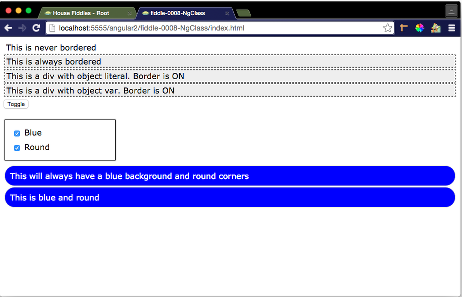 House Fiddles - Root
fiddle-0008-NgClass
localhost:5555/angular2/fiddle-0008-NgClass/index.html
This is never bordered
This is always bordered
This is a div with object literal. Border is ON
This is a div with object var. Border is ON
Toggle
Blue
Round
This will always have a blue background and round corners
This is blue and round